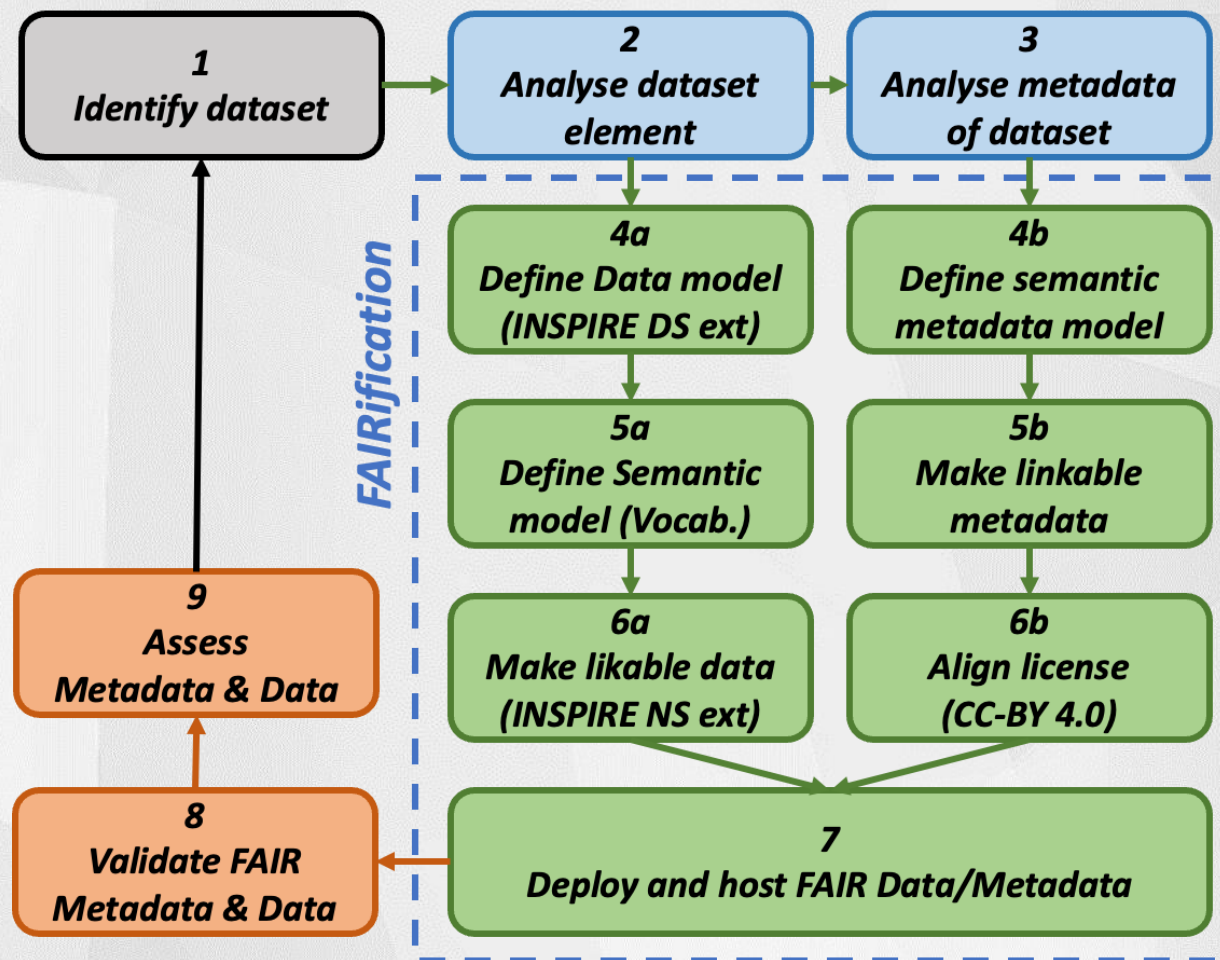 1
Identify dataset
2
Analyse dataset
element
3
Analyse metadata
of dataset
FAIRification
4a
Define Data model
(INSPIRE DS ext)
4b
Define semantic
metadata model
5a
Define Semantic
model (Vocab.)
5b
Make linkable
metadata
6a
Make likable data
(INSPIRE NS ext)
6b
Align license
(CC-BY 4.0)
7
Deploy and host FAIR Data/Metadata
8
Validate FAIR
Metadata & Data
9
Assess
Metadata & Data